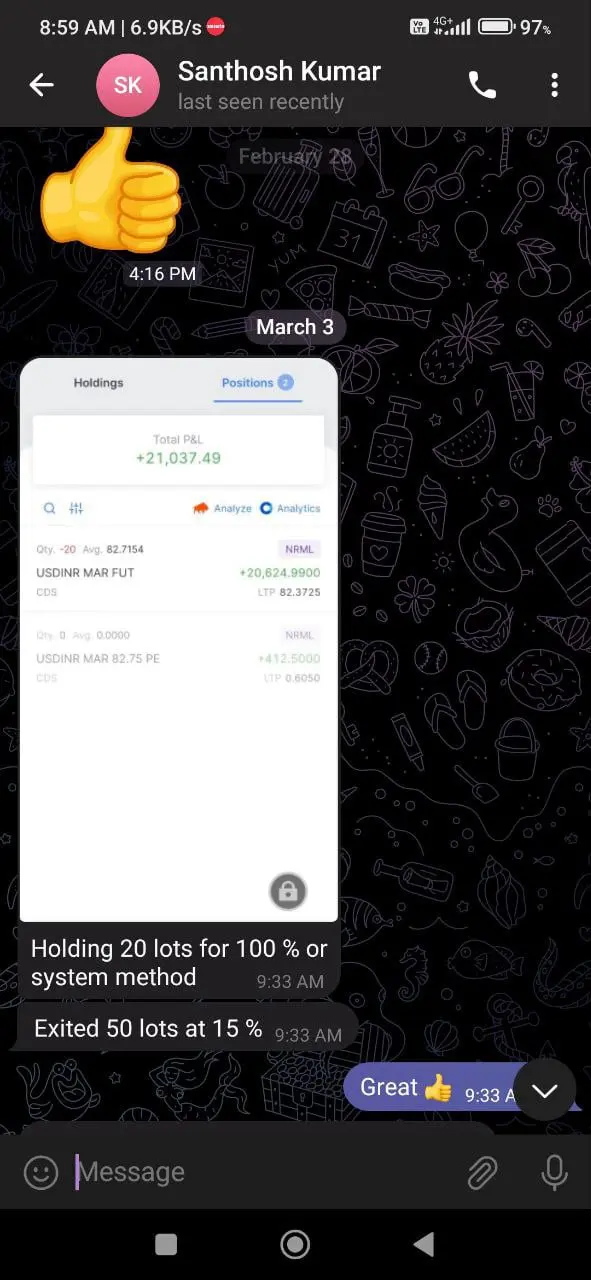 8:59 AM | 6.9KB/s
Vo LTE 4G+ 97%
SK
Santhosh Kumar
last seen recently
February 28
31
YUM
4:16 PM
March 3
Holdings
Positions 2
Total P&L
+21,037.49
Analyze Analytics
Qty. -20 Avg. 82.7154 NRML
USDINR MAR FUT +20,624.9900
CDS LTP 82.3725
Qty. 0. Avg. 0.0000 NRML
USDINR MAR 82.75 PE +412.5000
CDS LTP 0.6050
Holding 20 lots for 100 % or
system method 9:33 AM
Exited 50 lots at 15 % 9:33 AM
Great 👍 9:33 A
Message